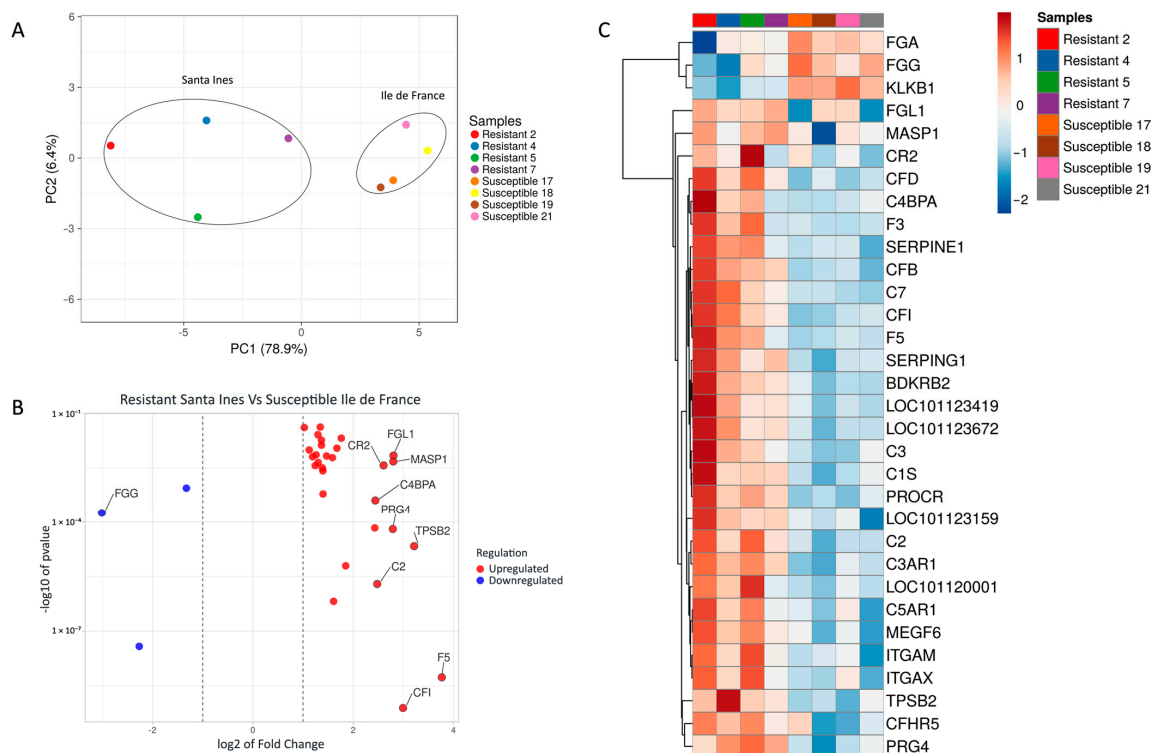 A
6
3
0
−3
−6
PC2 (6.4%)
Santa Ines
Ile de France
−5
0
5
PC1 (78.9%)
Samples
Resistant 2
Resistant 4
Resistant 5
Resistant 7
Susceptible 17
Susceptible 18
Susceptible 19
Susceptible 21
B
Resistant Santa Ines Vs Susceptible Ile de France
1 × 10−1
1 × 10−4
1 × 10−7
-log10 of pvalue
FGG
CR2
FGL1
MASP1
C4BPA
PRG4
TPSB2
C2
F5
CFI
−2
0
2
4
log2 of Fold Change
Regulation
Upregulated
Downregulated
C
FGA
FGG
KLKB1
FGL1
MASP1
CR2
CFD
C4BPA
F3
SERPINE1
CFB
C7
CFI
F5
SERPING1
BDKRB2
LOC101123419
LOC101123672
C3
C1S
PROCR
LOC101123159
C2
C3AR1
LOC101120001
C5AR1
MEGF6
ITGAM
ITGAX
TPSB2
CFHR5
PRG4
1
0
−1
−2
Samples
Resistant 2
Resistant 4
Resistant 5
Resistant 7
Susceptible 17
Susceptible 18
Susceptible 19
Susceptible 21